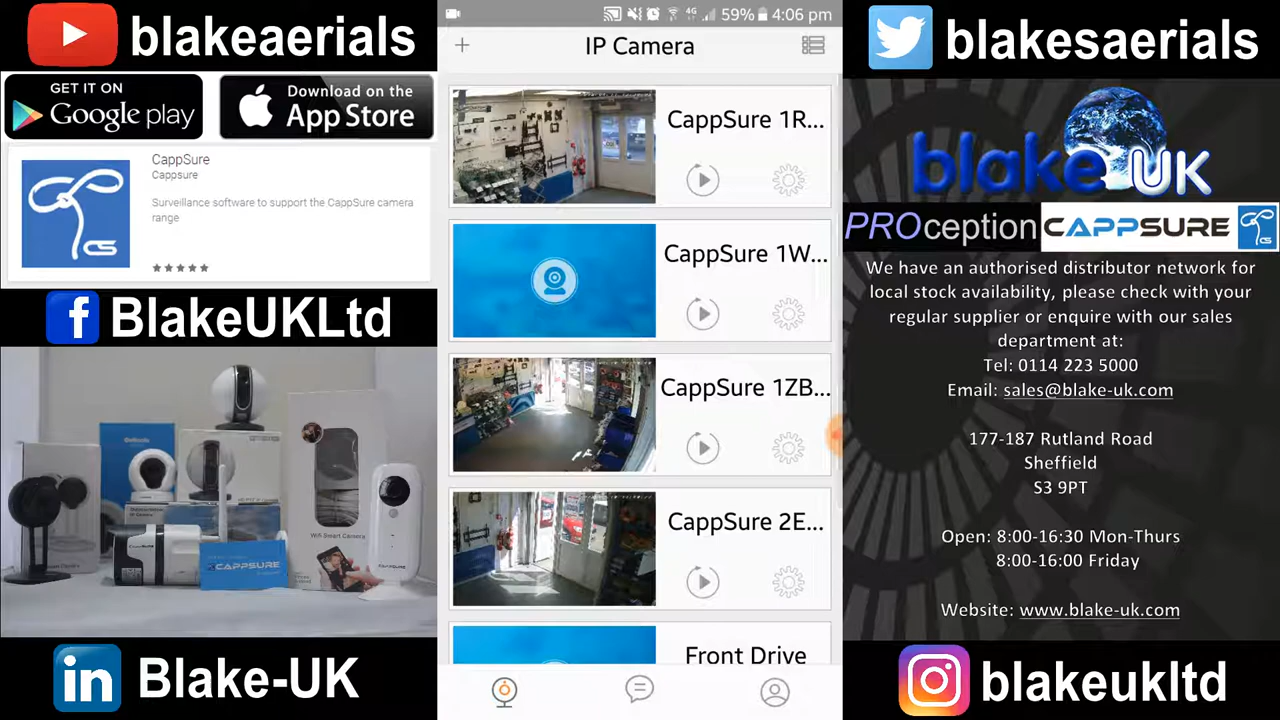 blakeaerials
GET IT ON
Google play
Download on the
App Store
CappSure
Cappsure
Surveillance software to support the CappSure camera
range
CS
BlakeUKLtd
CAPPSURE
Blake-UK
4G
59%
4:06 pm
IP Camera
CappSure 1R...
CappSure 1W...
CappSure 1ZB...
CappSure 2E...
Front Drive
blakesaerials
blake UK
PROception
CAPPSURE
CS
We have an authorised distributor network for
local stock availability, please check with your
regular supplier or enquire with our sales
department at:
Tel: 0114 223 5000
Email: sales@blake-uk.com
177-187 Rutland Road
Sheffield
S3 9PT
Open: 8:00-16:30 Mon-Thurs
8:00-16:00 Friday
Website: www.blake-uk.com
blakeukltd